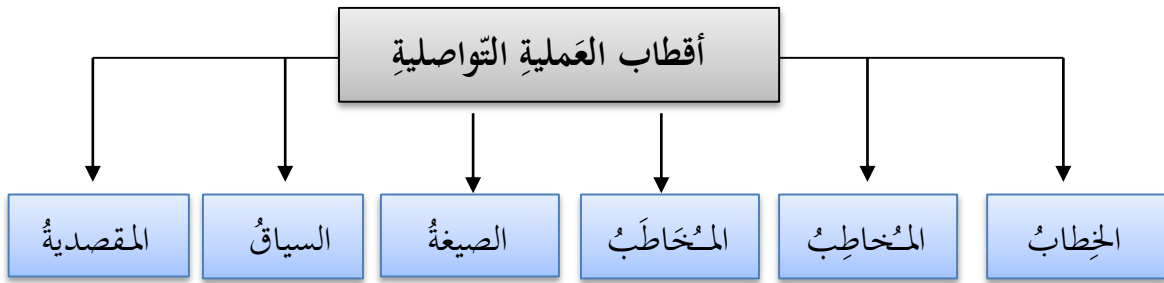 أقطاب العَمليةِ التّواصليةِ
الخِطابُ
المـُخاطِبُ
المـُخَاطَبُ
الصيغةُ
السياقُ
المقصديةُ